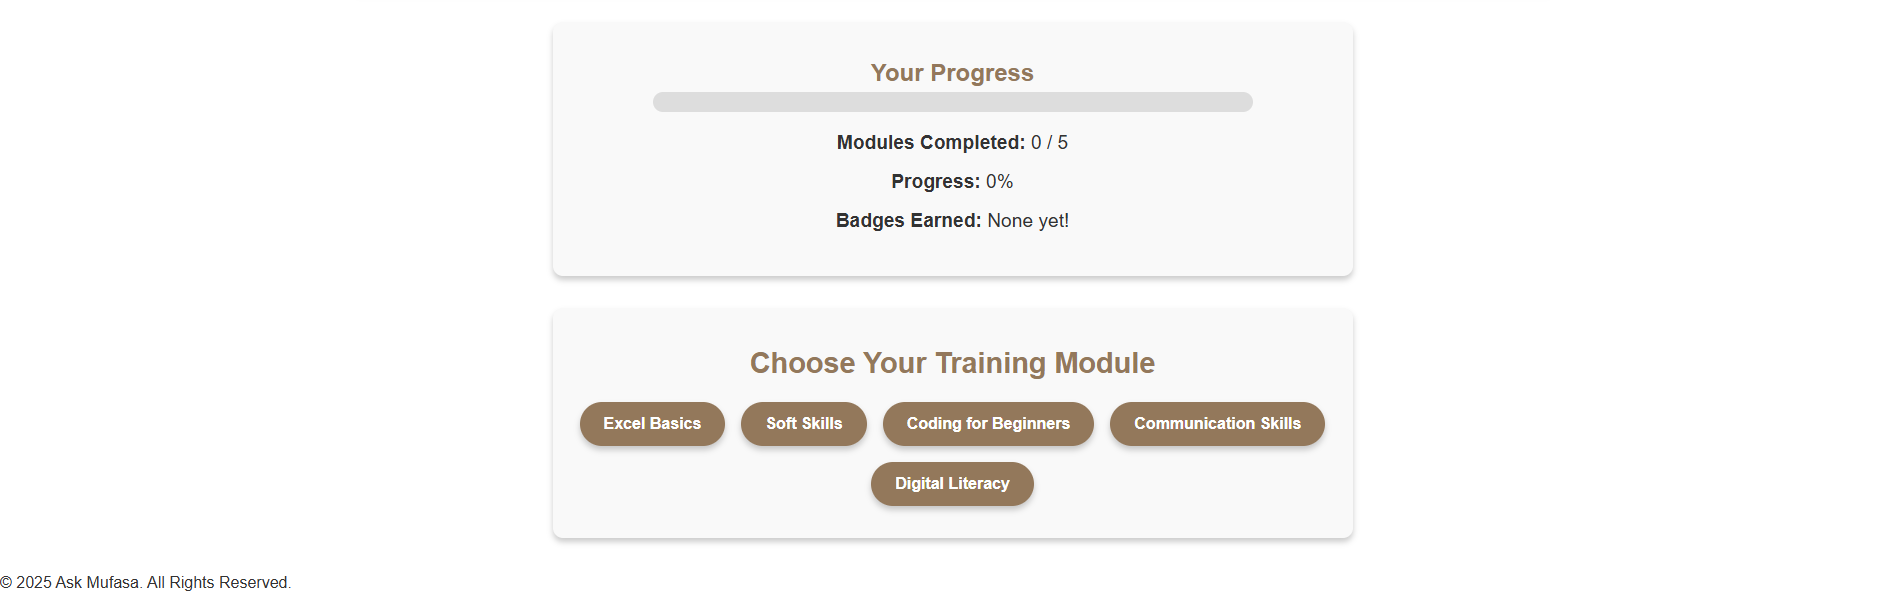 Your Progress
Modules Completed: 0 / 5
Progress: 0%
Badges Earned: None yet!
Choose Your Training Module
Excel Basics Soft Skills Coding for Beginners Communication Skills
Digital Literacy
© 2025 Ask Mufasa. All Rights Reserved.